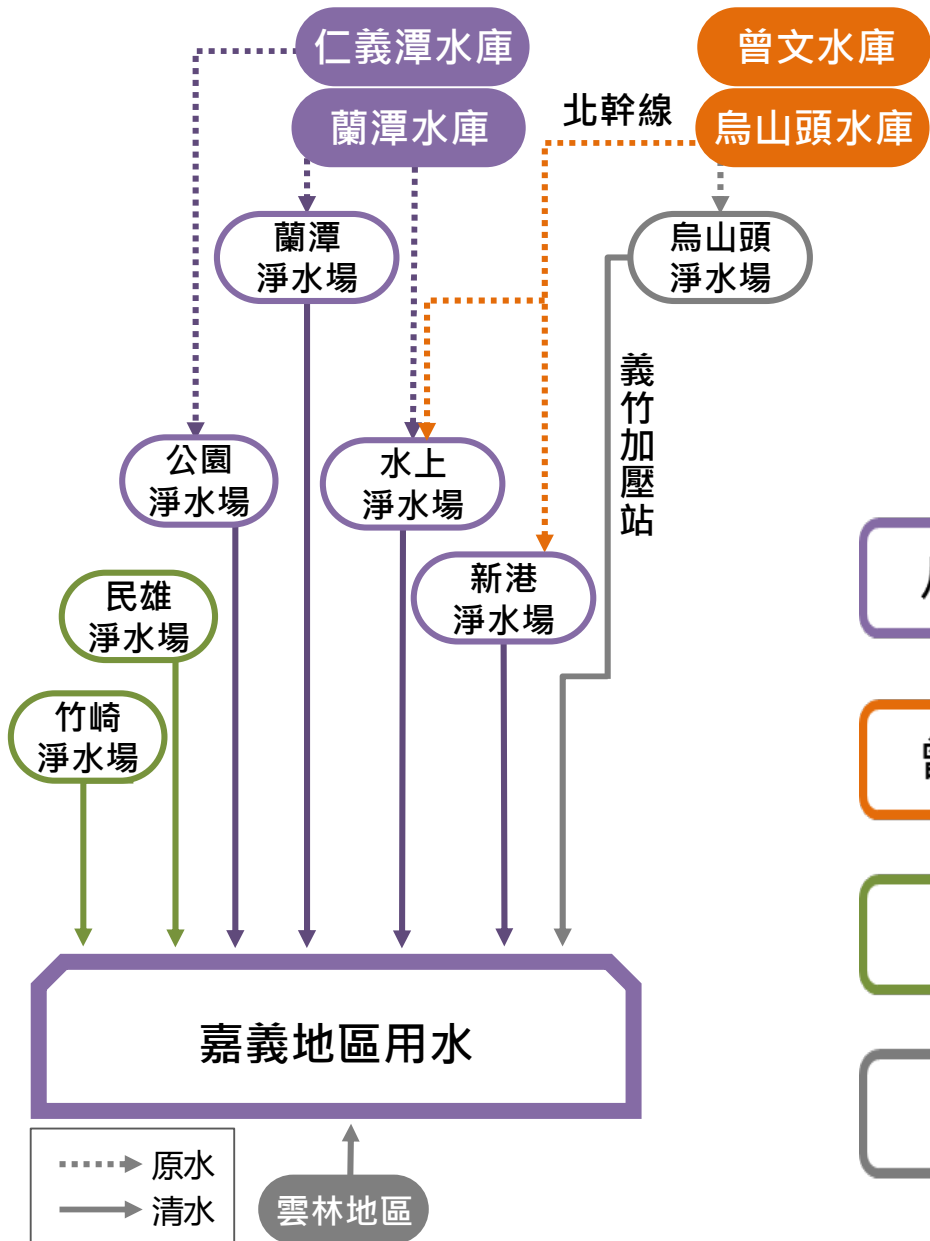 仁義潭水庫
曾文水庫
蘭潭水庫
北幹線
烏山頭水庫
蘭潭
淨水場
烏山頭
淨水場
義竹加壓站
公園
淨水場
水上
淨水場
新港
淨水場
民雄
淨水場
竹崎
淨水場
嘉義地區用水
原水
清水
雲林地區